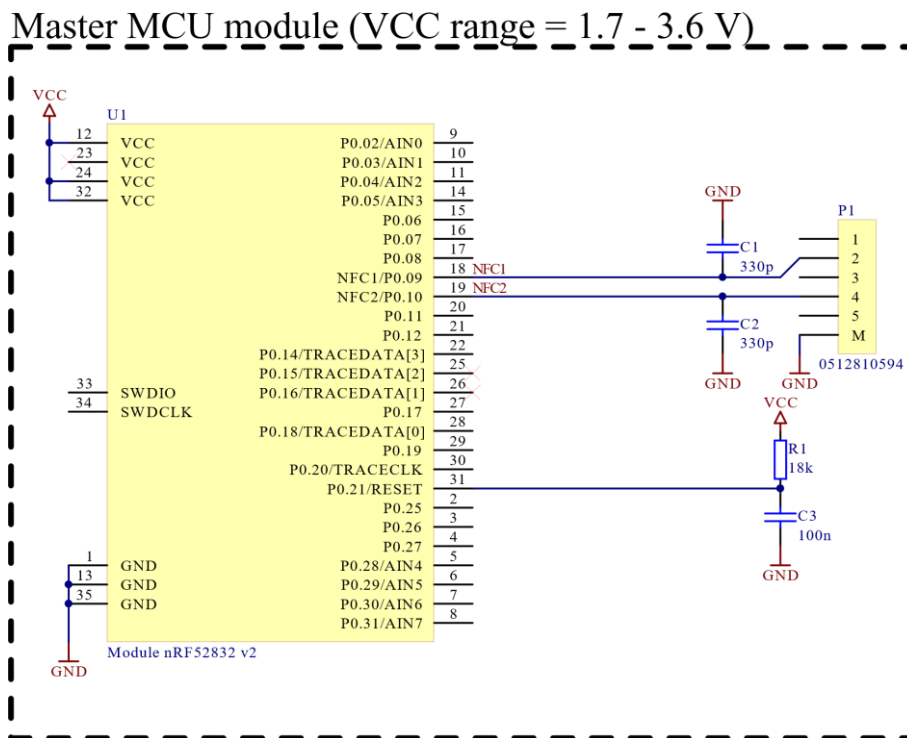 Master MCU module (VCC range = 1.7 - 3.6 V)
VCC
U1
12 VCC
23 VCC
24 VCC
32 VCC
33 SWDIO
34 SWDCLK
1 GND
13 GND
35 GND
GND
P0.02/AIN0 9
P0.03/AIN1 10
P0.04/AIN2 11
P0.05/AIN3 14
P0.06 15
P0.07 16
P0.08 17
NFC1/P0.09 18 NFC1
NFC2/P0.10 19 NFC2
P0.11 20
P0.12 21
P0.14/TRACEDATA[3] 22
P0.15/TRACEDATA[2] 25
P0.16/TRACEDATA[1] 26
P0.17 27
P0.18/TRACEDATA[0] 28
P0.19 29
P0.20/TRACECLK 30
P0.21/RESET 31
P0.25 2
P0.26 3
P0.27 4
P0.28/AIN4 5
P0.29/AIN5 6
P0.30/AIN6 7
P0.31/AIN7 8
Module nRF52832 v2
GND
C1
330p
C2
330p
GND
P1
1
2
3
4
5
M
0512810594
GND
VCC
R1
18k
C3
100n
GND